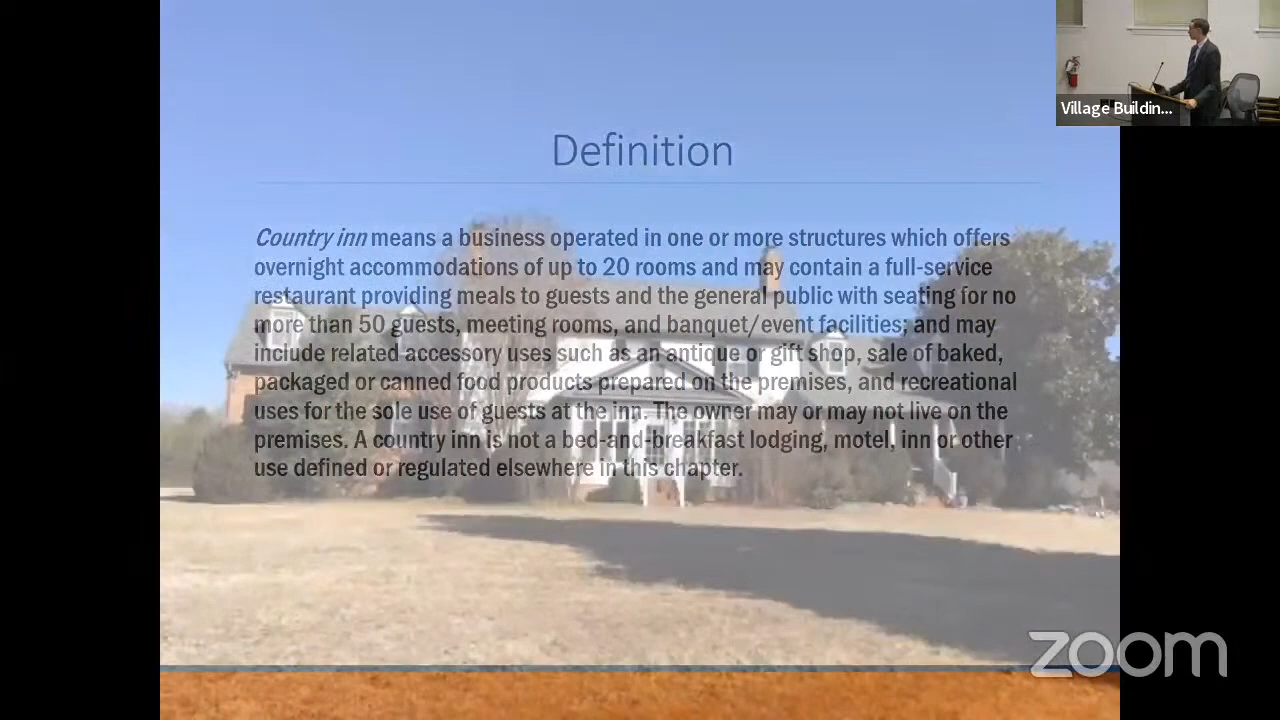 Village Buildin...
Definition
Country inn means a business operated in one or more structures which offers
overnight accommodations of up to 20 rooms and may contain a full-service
restaurant providing meals to guests and the general public with seating for no
more than 50 guests, meeting rooms, and banquet/event facilities; and may
include related accessory uses such as an antique or gift shop, sale of baked,
packaged or canned food products prepared on the premises, and recreational
uses for the sole use of guests at the inn. The owner may or may not live on the
premises. A country inn is not a bed-and-breakfast lodging, motel, inn or other
use defined or regulated elsewhere in this chapter.
zoom